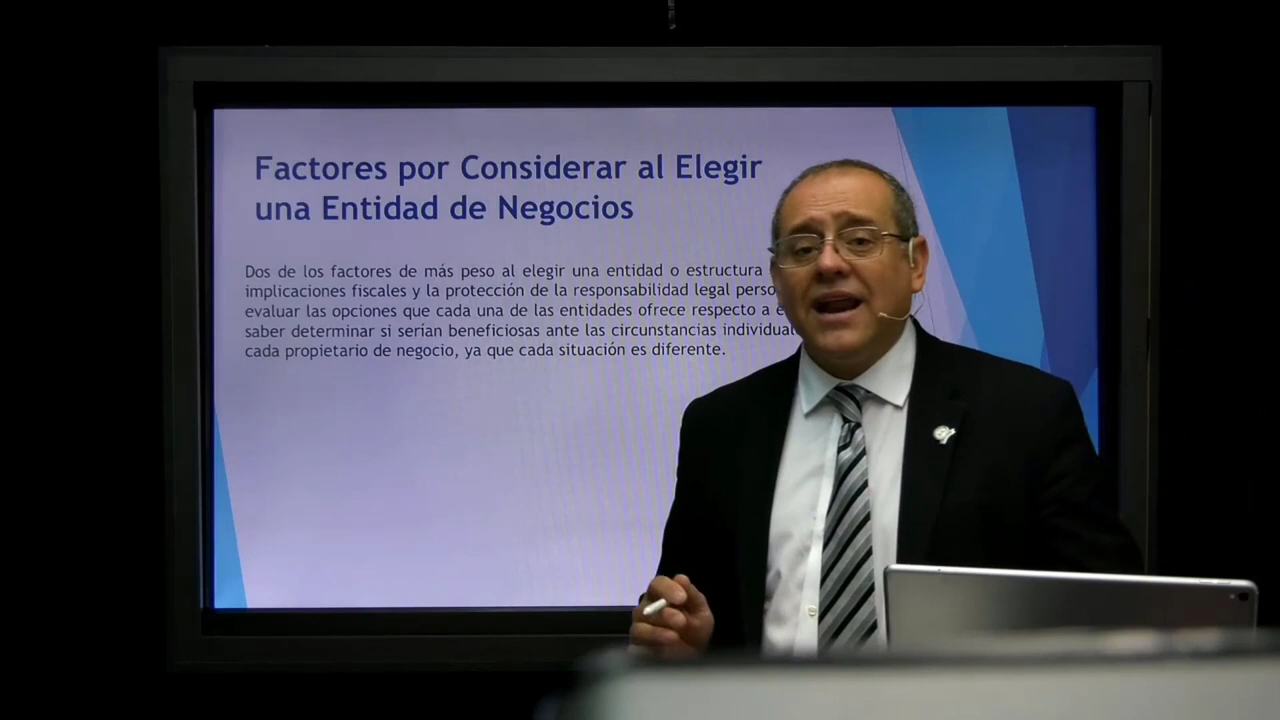 Factores por Considerar al Elegir
una Entidad de Negocios
Dos de los factores de más peso al elegir una entidad o estructura
implicaciones fiscales y la protección de la responsabilidad legal
evaluar las opciones que cada una de las entidades ofrece respecto a
saber determinar si serían beneficiosas ante las circunstancias
cada propietario de negocio, ya que cada situación es diferente.